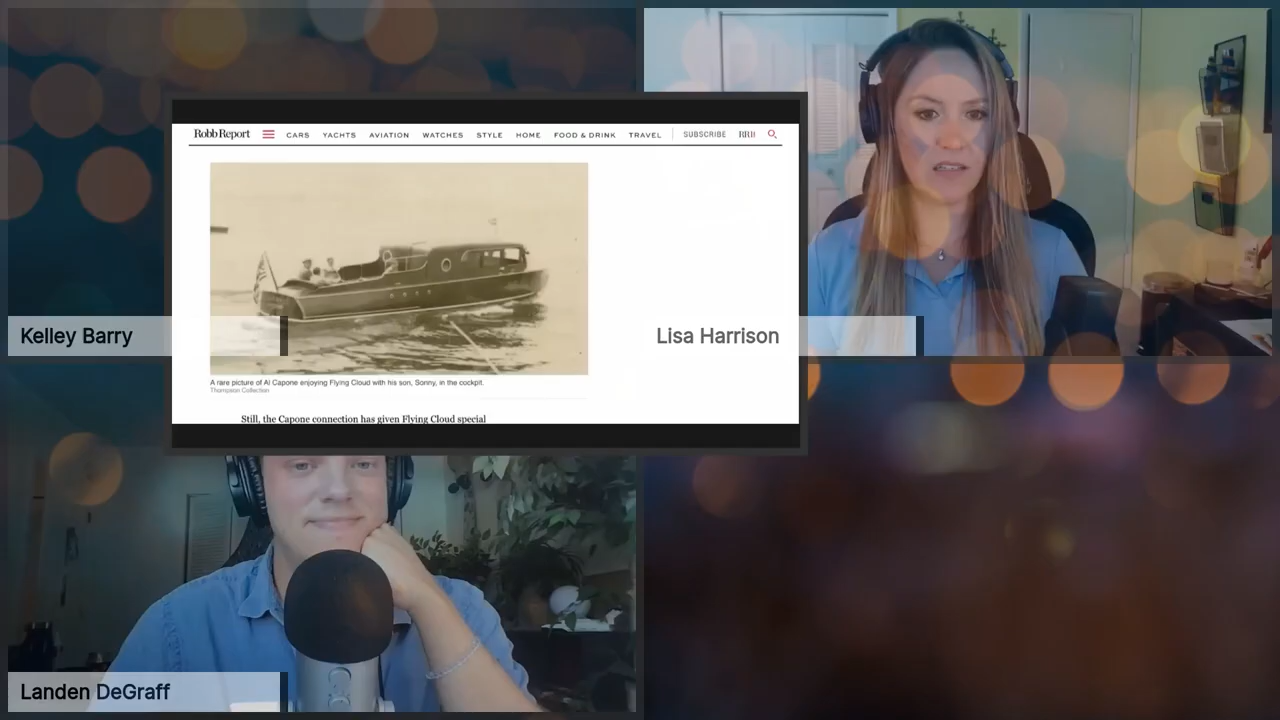 RobbReport
CARS YACHTS AVIATION WATCHES STYLE HOME FOOD & DRINK TRAVEL SUBSCRIBE RR1
Kelley Barry
Lisa Harrison
A rare picture of Al Capone enjoying Flying Cloud with his son, Sonny, in the cockpit.
Thompson Collection
Still, the Capone connection has given Flying Cloud special
Landen DeGraff